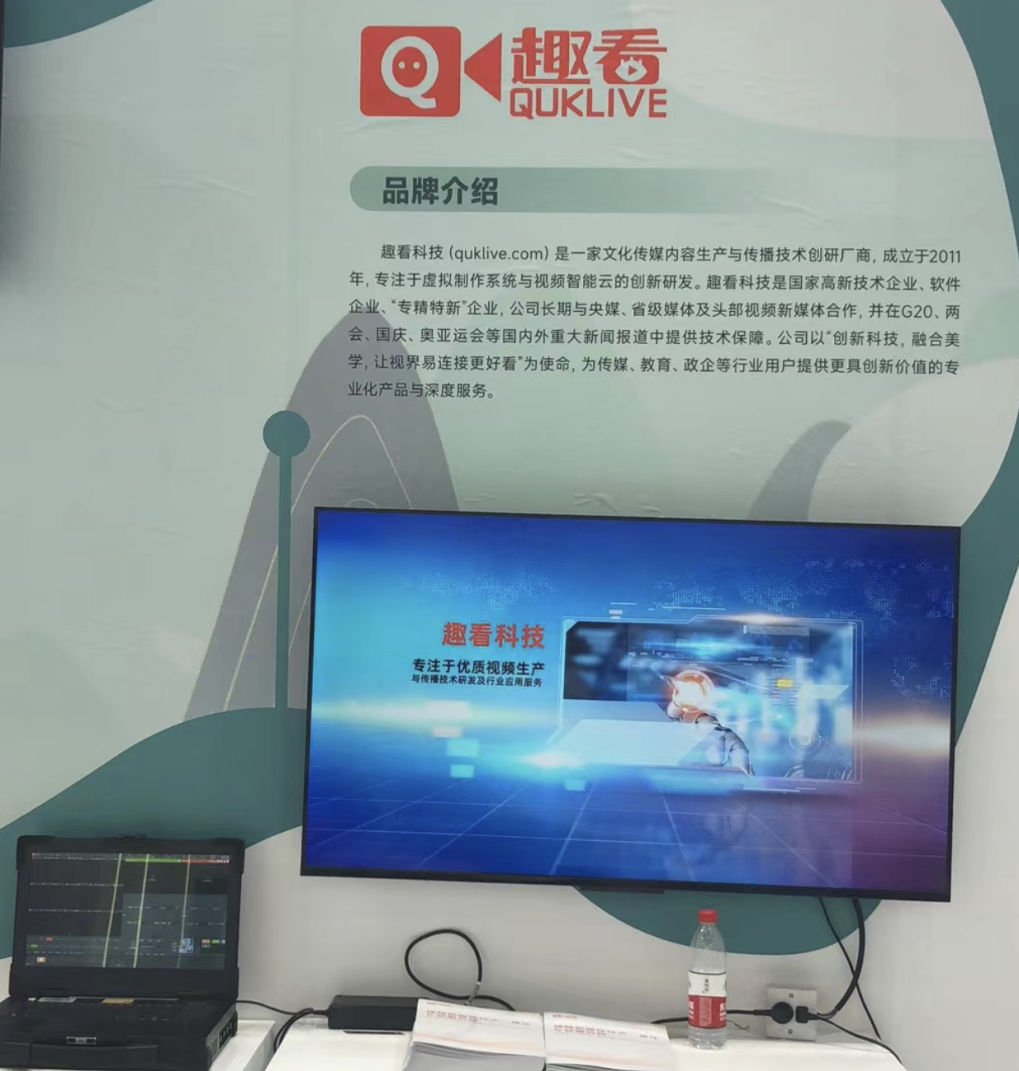 趣看
QUKLIVE
品牌介绍
趣看科技 (quklive.com) 是一家文化传媒内容生产与传播技术创研厂商, 成立于2011
年, 专注于虚拟制作系统与视频智能云的创新研发。趣看科技是国家高新技术企业、软件
企业、“专精特新”企业, 公司长期与央媒、省级媒体及头部视频新媒体合作, 并在G20、两
会、国庆、奥亚运会等国内外重大新闻报道中提供技术保障。公司以“创新科技, 融合美
学, 让视界易连接更好看”为使命, 为传媒、教育、政企等行业用户提供更具创新价值的专
业化产品与深度服务。
趣看科技
专注于优质视频生产
与传播技术研发及行业应用服务